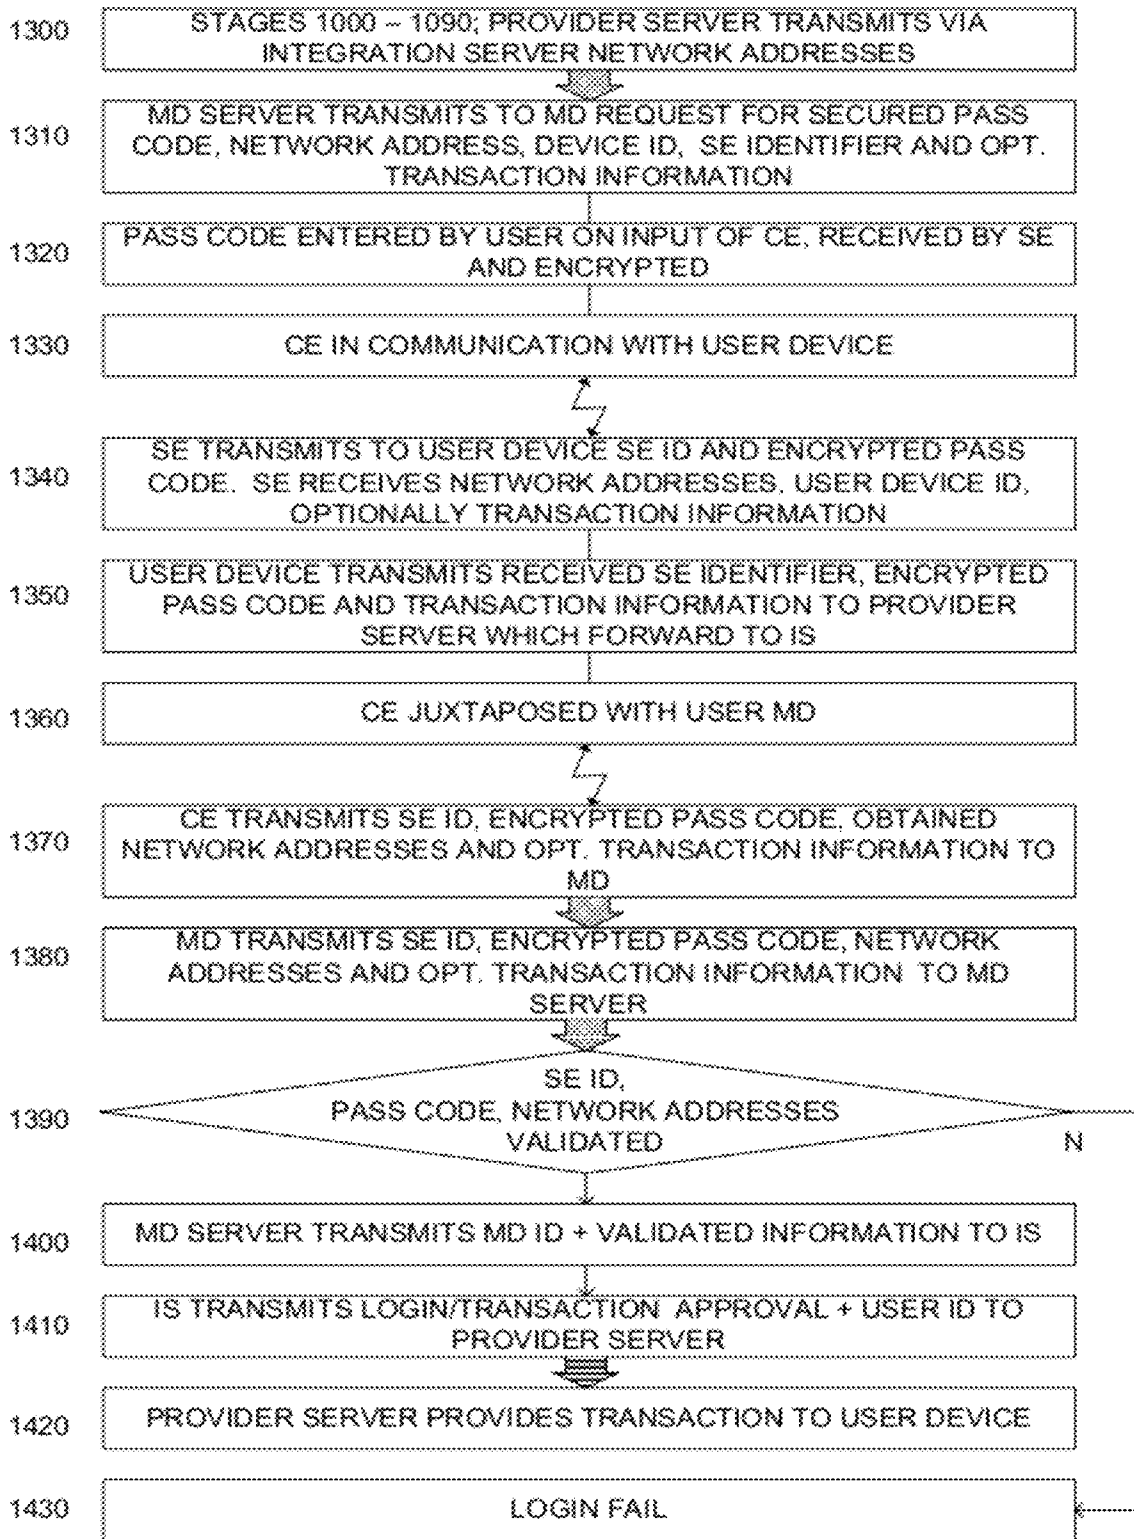 1300
STAGES 1000 – 1090; PROVIDER SERVER TRANSMITS VIA
INTEGRATION SERVER NETWORK ADDRESSES
1310
MD SERVER TRANSMITS TO MD REQUEST FOR SECURED PASS
CODE, NETWORK ADDRESS, DEVICE ID, SE IDENTIFIER AND OPT.
TRANSACTION INFORMATION
1320
PASS CODE ENTERED BY USER ON INPUT OF CE, RECEIVED BY SE
AND ENCRYPTED
1330
CE IN COMMUNICATION WITH USER DEVICE
1340
SE TRANSMITS TO USER DEVICE SE ID AND ENCRYPTED PASS
CODE. SE RECEIVES NETWORK ADDRESSES, USER DEVICE ID,
OPTIONALLY TRANSACTION INFORMATION
1350
USER DEVICE TRANSMITS RECEIVED SE IDENTIFIER, ENCRYPTED
PASS CODE AND TRANSACTION INFORMATION TO PROVIDER
SERVER WHICH FORWARD TO IS
1360
CE JUXTAPOSED WITH USER MD
1370
CE TRANSMITS SE ID, ENCRYPTED PASS CODE, OBTAINED
NETWORK ADDRESSES AND OPT. TRANSACTION INFORMATION TO
MD
1380
MD TRANSMITS SE ID, ENCRYPTED PASS CODE, NETWORK
ADDRESSES AND OPT. TRANSACTION INFORMATION TO MD
SERVER
1390
SE ID,
PASS CODE, NETWORK ADDRESSES
VALIDATED
N
1400
MD SERVER TRANSMITS MD ID + VALIDATED INFORMATION TO IS
1410
IS TRANSMITS LOGIN/TRANSACTION APPROVAL + USER ID TO
PROVIDER SERVER
1420
PROVIDER SERVER PROVIDES TRANSACTION TO USER DEVICE
1430
LOGIN FAIL